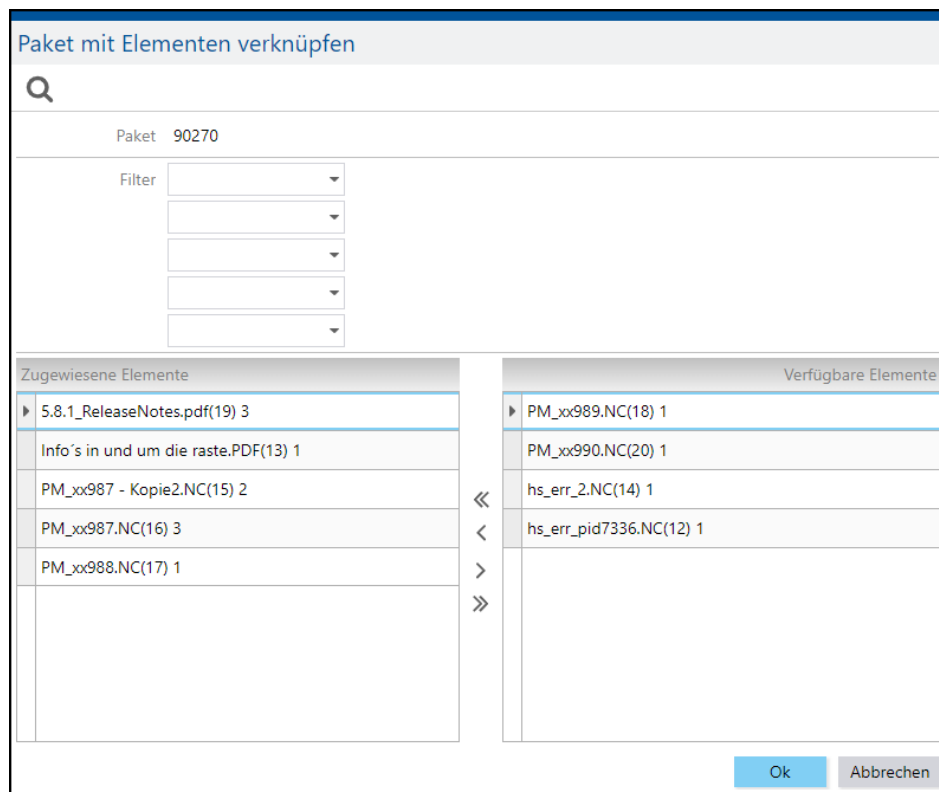 Paket mit Elementen verknüpfen
Paket 90270
Filter
Zugewiesene Elemente
5.8.1_ReleaseNotes.pdf(19) 3
Info´s in und um die raste.PDF(13) 1
PM_xx987 - Kopie2.NC(15) 2
PM_xx987.NC(16) 3
PM_xx988.NC(17) 1
Verfügbare Elemente
PM_xx989.NC(18) 1
PM_xx990.NC(20) 1
hs_err_2.NC(14) 1
hs_err_pid7336.NC(12) 1
Ok Abbrechen